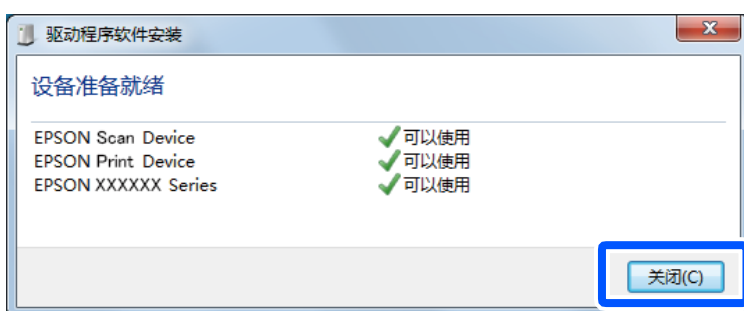 驱动程序软件安装
设备准备就绪
EPSON Scan Device 可以使用
EPSON Print Device 可以使用
EPSON XXXXXX Series 可以使用
关闭(C)